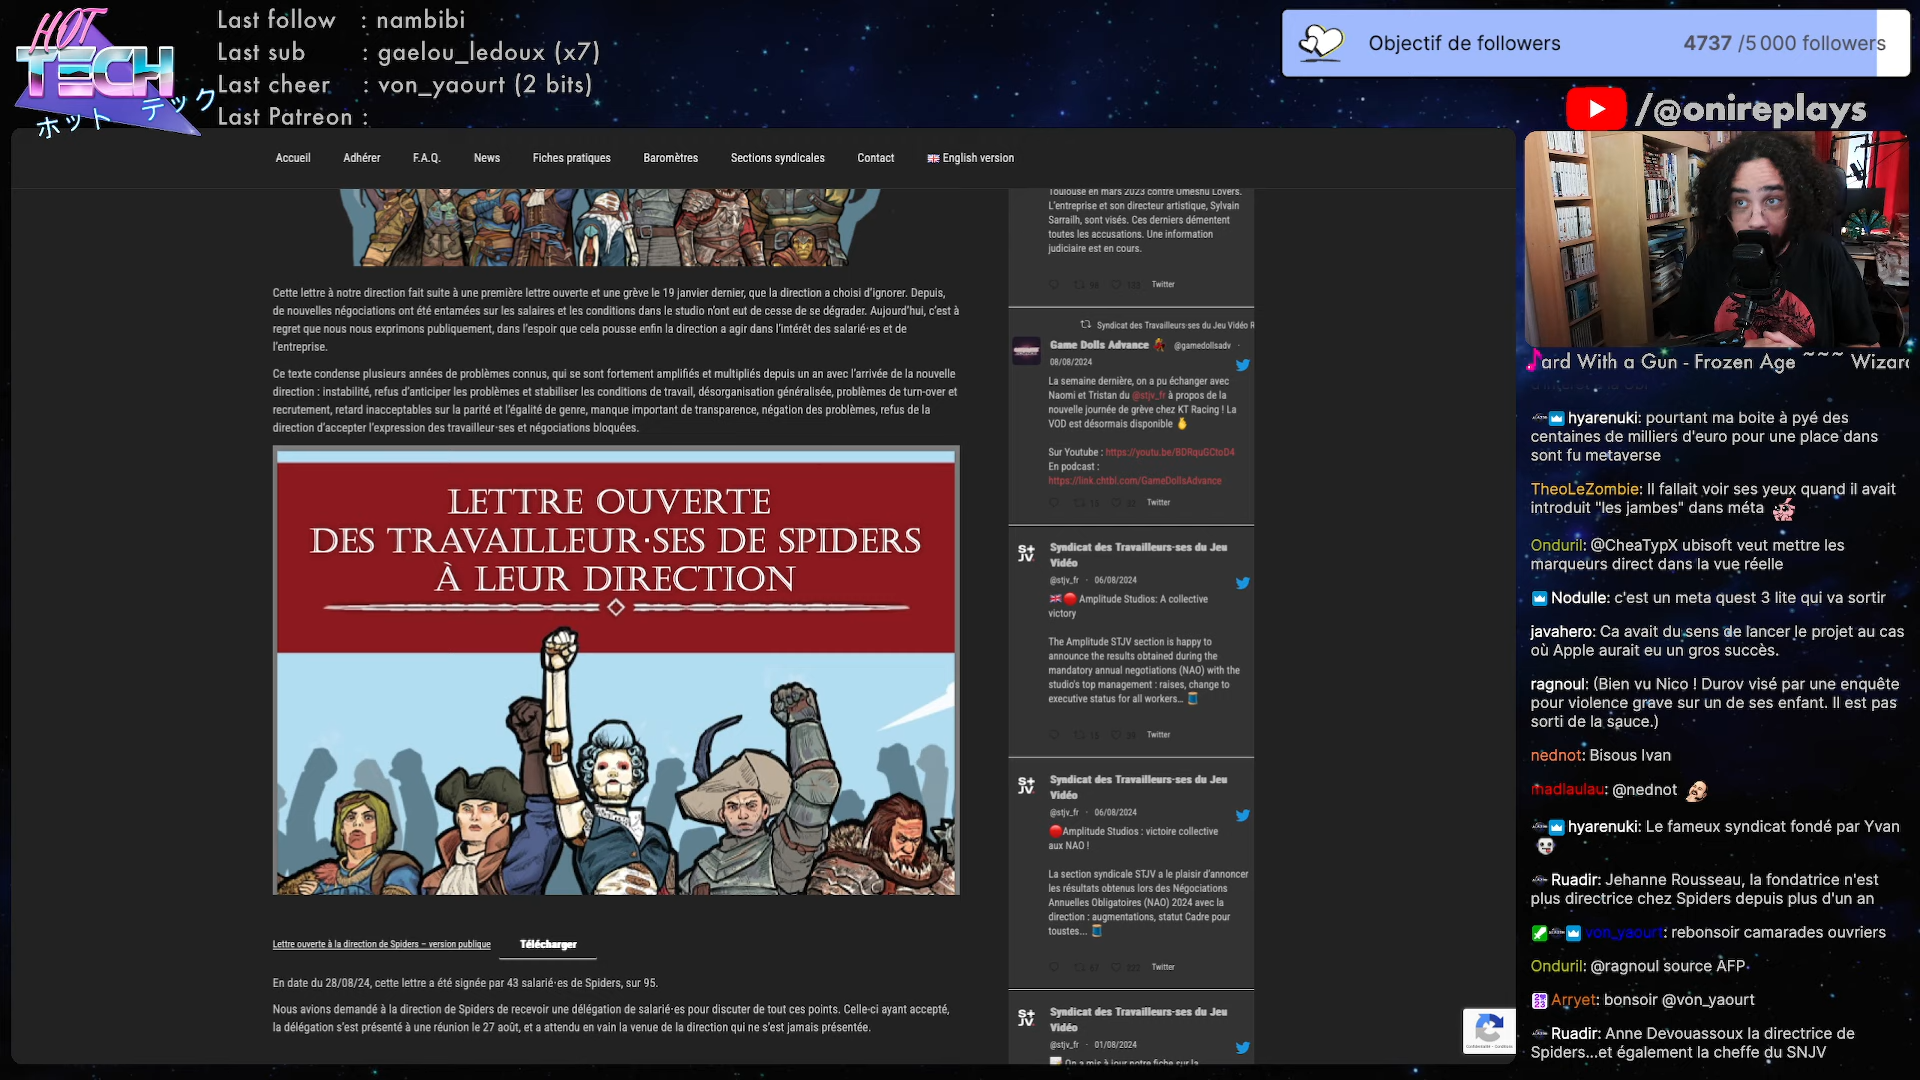 HOT
TECH
ホット テック
Last follow : nambibi
Last sub : gaelou_ledoux (x7)
Last cheer : von_yaourt (2 bits)
Last Patreon :
Objectif de followers
4737 /5 000 followers
/@onireplays
Accueil
Adhérer
F.A.Q.
News
Fiches pratiques
Baromètres
Sections syndicales
Contact
English version
Cette lettre à notre direction fait suite à une première lettre ouverte et une grève le 19 janvier dernier, que la direction a choisi d'ignorer. Depuis,
de nouvelles négociations ont été entamées sur les salaires et les conditions dans le studio n'ont eut de cesse de se dégrader. Aujourd'hui, c'est à
regret que nous nous exprimons publiquement, dans l'espoir que cela pousse enfin la direction a agir dans l'intérêt des salarié·es et de
l'entreprise.
Ce texte condense plusieurs années de problèmes connus, qui se sont fortement amplifiés et multipliés depuis un an avec l'arrivée de la nouvelle
direction : instabilité, refus d'anticiper les problèmes et stabiliser les conditions de travail, désorganisation généralisée, problèmes de turn-over et
recrutement, retard inacceptables sur la parité et l'égalité de genre, manque important de transparence, négation des problèmes, refus de la
direction d'accepter l'expression des travailleur·ses et négociations bloquées.
LETTRE OUVERTE
DES TRAVAILLEUR·SES DE SPIDERS
À LEUR DIRECTION
Lettre ouverte à la direction de Spiders – version publique
Télécharger
En date du 28/08/24, cette lettre a été signée par 43 salarié·es de Spiders, sur 95.
Nous avions demandé à la direction de Spiders de recevoir une délégation de salarié·es pour discuter de tout ces points. Celle-ci ayant accepté,
la délégation s'est présenté à une réunion le 27 août, et a attendu en vain la venue de la direction qui ne s'est jamais présentée.
Toulouse en mars 2023 contre Umeshu Lovers.
L'entreprise et son directeur artistique, Sylvain
Sarrailh, sont visés. Ces derniers démentent
toutes les accusations. Une information
judiciaire est en cours.
98 133 Twitter
Syndicat des Travailleurs·ses du Jeu Vidéo R
Game Dolls Advance @gamedollsadv ·
08/08/2024
La semaine dernière, on a pu échanger avec
Naomi et Tristan du @stjv_fr à propos de la
nouvelle journée de grève chez KT Racing ! La
VOD est désormais disponible
Sur Youtube : https://youtu.be/BDRquGCtoD4
En podcast :
https://link.chtbl.com/GameDollsAdvance
Twitter
S+
JV
Syndicat des Travailleurs·ses du Jeu
Vidéo
@stjv_fr · 06/08/2024
Amplitude Studios: A collective
victory
The Amplitude STJV section is happy to
announce the results obtained during the
mandatory annual negotiations (NAO) with the
studio's top management : raises, change to
executive status for all workers...
Twitter
S+
JV
Syndicat des Travailleurs·ses du Jeu
Vidéo
@stjv_fr · 06/08/2024
Amplitude Studios : victoire collective
aux NAO !
La section syndicale STJV a le plaisir d'annoncer
les résultats obtenus lors des Négociations
Annuelles Obligatoires (NAO) 2024 avec la
direction : augmentations, statut Cadre pour
toustes...
Twitter
S+
JV
Syndicat des Travailleurs·ses du Jeu
Vidéo
@stjv_fr · 01/08/2024
On a mis à jour notre fiche sur la
ard With a Gun - Frozen Age ~~~ Wizard
hyarenuki: pourtant ma boite à pyé des
centaines de milliers d'euro pour une place dans
sont fu metaverse
TheoLeZombie: Il fallait voir ses yeux quand il avait
introduit "les jambes" dans méta
Onduril: @CheaTypX ubisoft veut mettre les
marqueurs direct dans la vue réelle
Nodulle: c'est un meta quest 3 lite qui va sortir
javahero: Ca avait du sens de lancer le projet au cas
où Apple aurait eu un gros succès.
ragnoul: (Bien vu Nico ! Durov visé par une enquête
pour violence grave sur un de ses enfant. Il est pas
sorti de la sauce.)
nednot: Bisous Ivan
madlaulau: @nednot
hyarenuki: Le fameux syndicat fondé par Yvan
Ruadir: Jehanne Rousseau, la fondatrice n'est
plus directrice chez Spiders depuis plus d'un an
von_yaourt: rebonsoir camarades ouvriers
Onduril: @ragnoul source AFP
Arryet: bonsoir @von_yaourt
Ruadir: Anne Devouassoux la directrice de
Spiders...et également la cheffe du SNJV